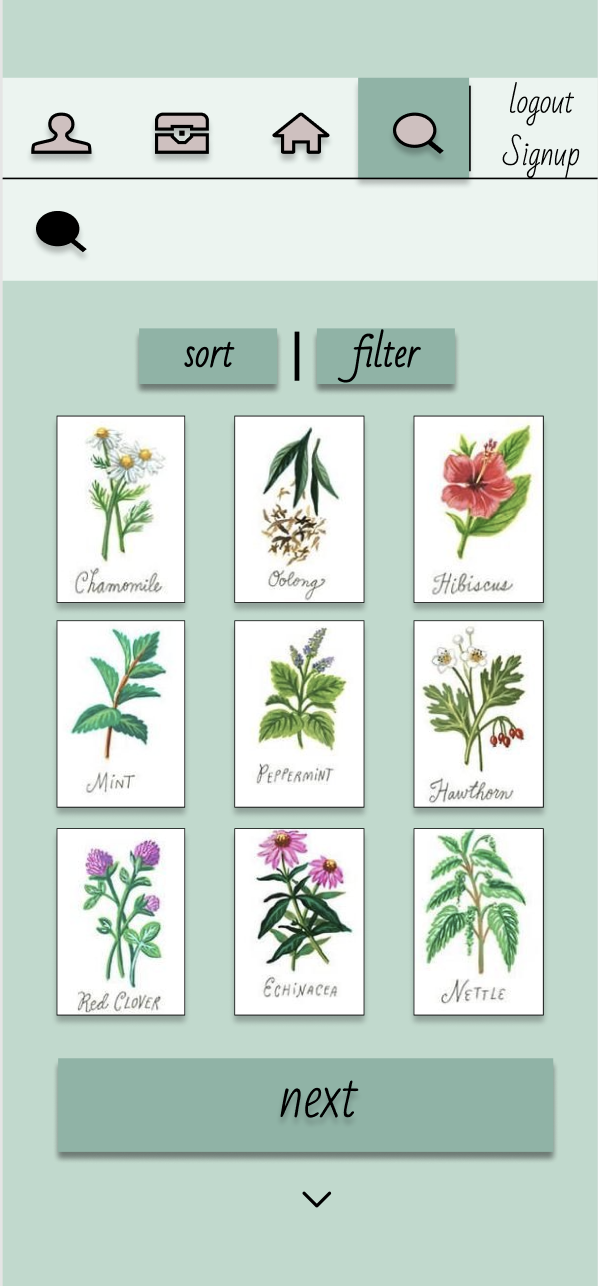 logout
Signup
sort | filter
Chamomile
Oolong
Hibiscus
MINT
PEPPERMINT
Hawthorn
Red CLOVER
ECHINACEA
NETTLE
next